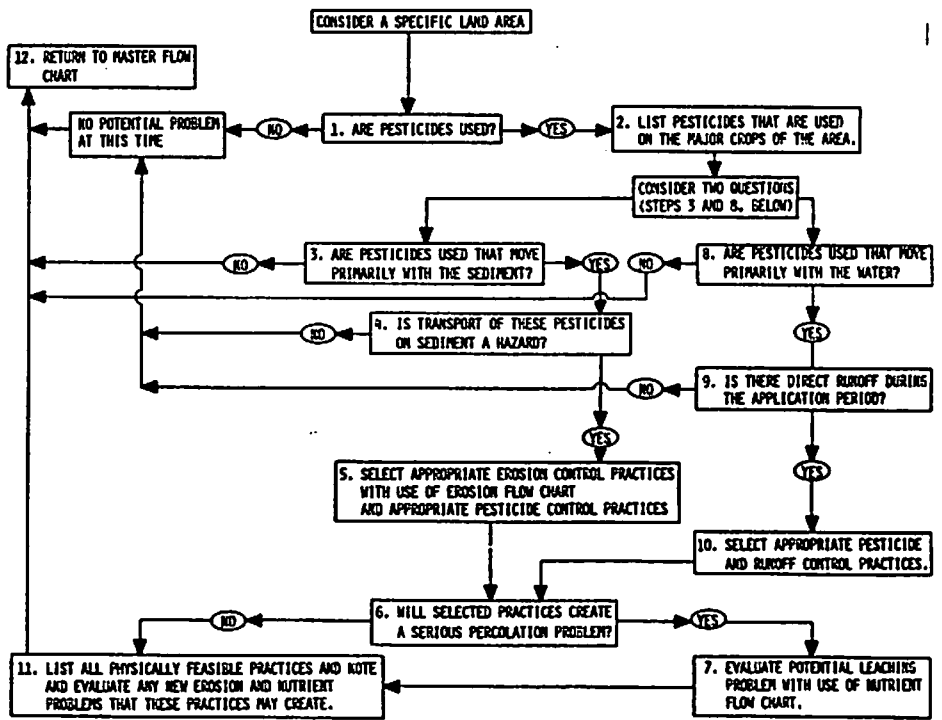 CONSIDER A SPECIFIC LAND AREA
12. RETURN TO MASTER FLOW
CHART
NO POTENTIAL PROBLEM
AT THIS TIME
NO
1. ARE PESTICIDES USED?
YES
2. LIST PESTICIDES THAT ARE USED
ON THE MAJOR CROPS OF THE AREA.
CONSIDER TWO QUESTIONS
(STEPS 3 AND 8, BELOW)
NO
3. ARE PESTICIDES USED THAT MOVE
PRIMARILY WITH THE SEDIMENT?
YES
NO
8. ARE PESTICIDES USED THAT MOVE
PRIMARILY WITH THE WATER?
NO
4. IS TRANSPORT OF THESE PESTICIDES
ON SEDIMENT A HAZARD?
YES
NO
9. IS THERE DIRECT RUNOFF DURING
THE APPLICATION PERIOD?
YES
YES
5. SELECT APPROPRIATE EROSION CONTROL PRACTICES
WITH USE OF EROSION FLOW CHART
AND APPROPRIATE PESTICIDE CONTROL PRACTICES
10. SELECT APPROPRIATE PESTICIDE
AND RUNOFF CONTROL PRACTICES.
NO
6. WILL SELECTED PRACTICES CREATE
A SERIOUS PERCOLATION PROBLEM?
YES
11. LIST ALL PHYSICALLY FEASIBLE PRACTICES AND NOTE
AND EVALUATE ANY NEW EROSION AND NUTRIENT
PROBLEMS THAT THESE PRACTICES MAY CREATE.
7. EVALUATE POTENTIAL LEACHING
PROBLEM WITH USE OF NUTRIENT
FLOW CHART.